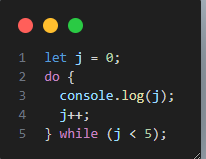 1 let j = 0;
2 do {
3   console.log(j);
4   j++;
5 } while (j < 5);